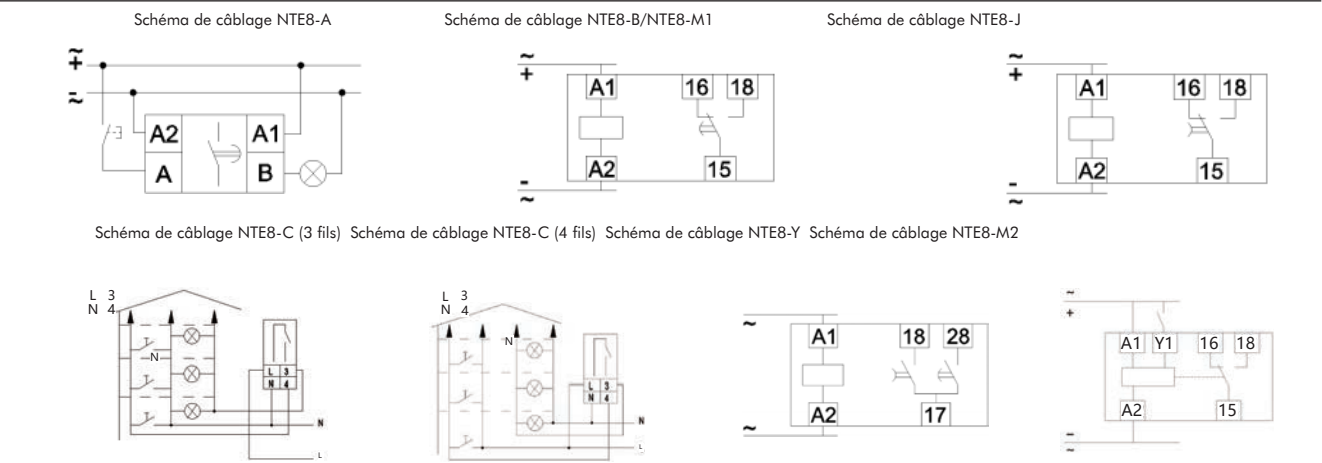 Schéma de câblage NTE8-A
Schéma de câblage NTE8-B/NTE8-M1
Schéma de câblage NTE8-J
~
+
-
~
A2
A1
A
B
~
+
A1
16
18
A2
15
-
~
~
+
A1
16
18
A2
15
-
~
Schéma de câblage NTE8-C (3 fils)
Schéma de câblage NTE8-C (4 fils)
Schéma de câblage NTE8-Y
Schéma de câblage NTE8-M2
L 3
N 4
N
L 3
N 4
N
L
L 3
N 4
N
L 3
N 4
N
L
~
A1
18
28
A2
17
~
~
+
A1
Y1
16
18
A2
15
-
~